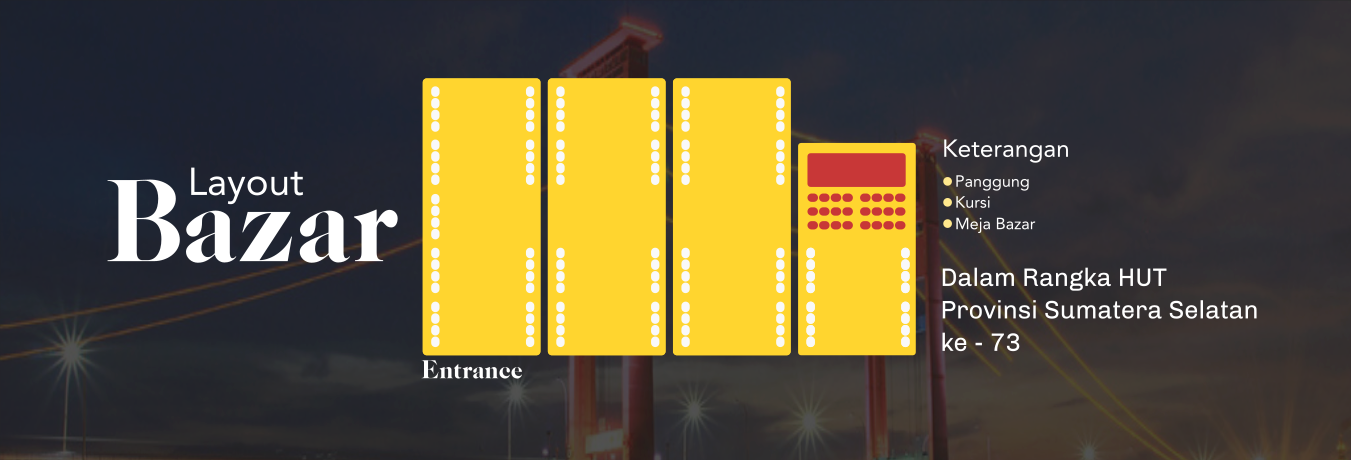 Layout
Bazar
Entrance
Keterangan
Panggung
Kursi
Meja Bazar
Dalam Rangka HUT
Provinsi Sumatera Selatan
ke - 73